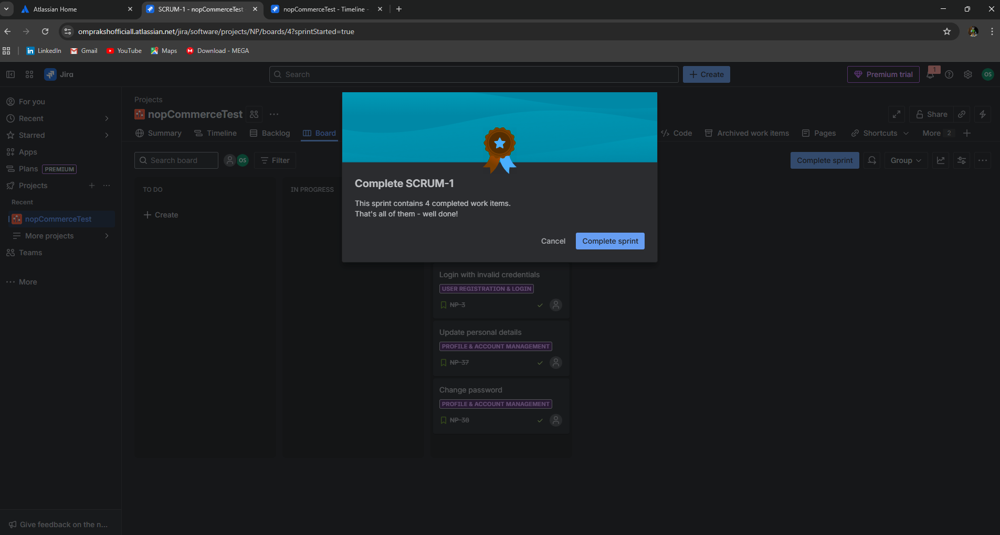 Atlassian Home
SCRUM-1 - nopCommerceTest
nopCommerceTest - Timeline -
omprakshofficiall.atlassian.net/jira/software/projects/NP/boards/4?sprintStarted=true
in LinkedIn
M Gmail
YouTube
Maps
M Download - MEGA
Jira
Search
+ Create
Premium trial
1
OS
For you
Recent
Starred
Apps
Plans PREMIUM
Projects
Recent
nopCommerceTest
More projects
Teams
More
Give feedback on the n...
Projects
nopCommerceTest
Share
Summary
Timeline
Backlog
Board
Code
Archived work items
Pages
Shortcuts
More 2
Search board
OS
Filter
Complete sprint
Group
TO DO
+ Create
IN PROGRESS
Complete SCRUM-1
This sprint contains 4 completed work items.
That's all of them - well done!
Cancel
Complete sprint
Login with invalid credentials
USER REGISTRATION & LOGIN
NP-3
Update personal details
PROFILE & ACCOUNT MANAGEMENT
NP-37
Change password
PROFILE & ACCOUNT MANAGEMENT
NP-38